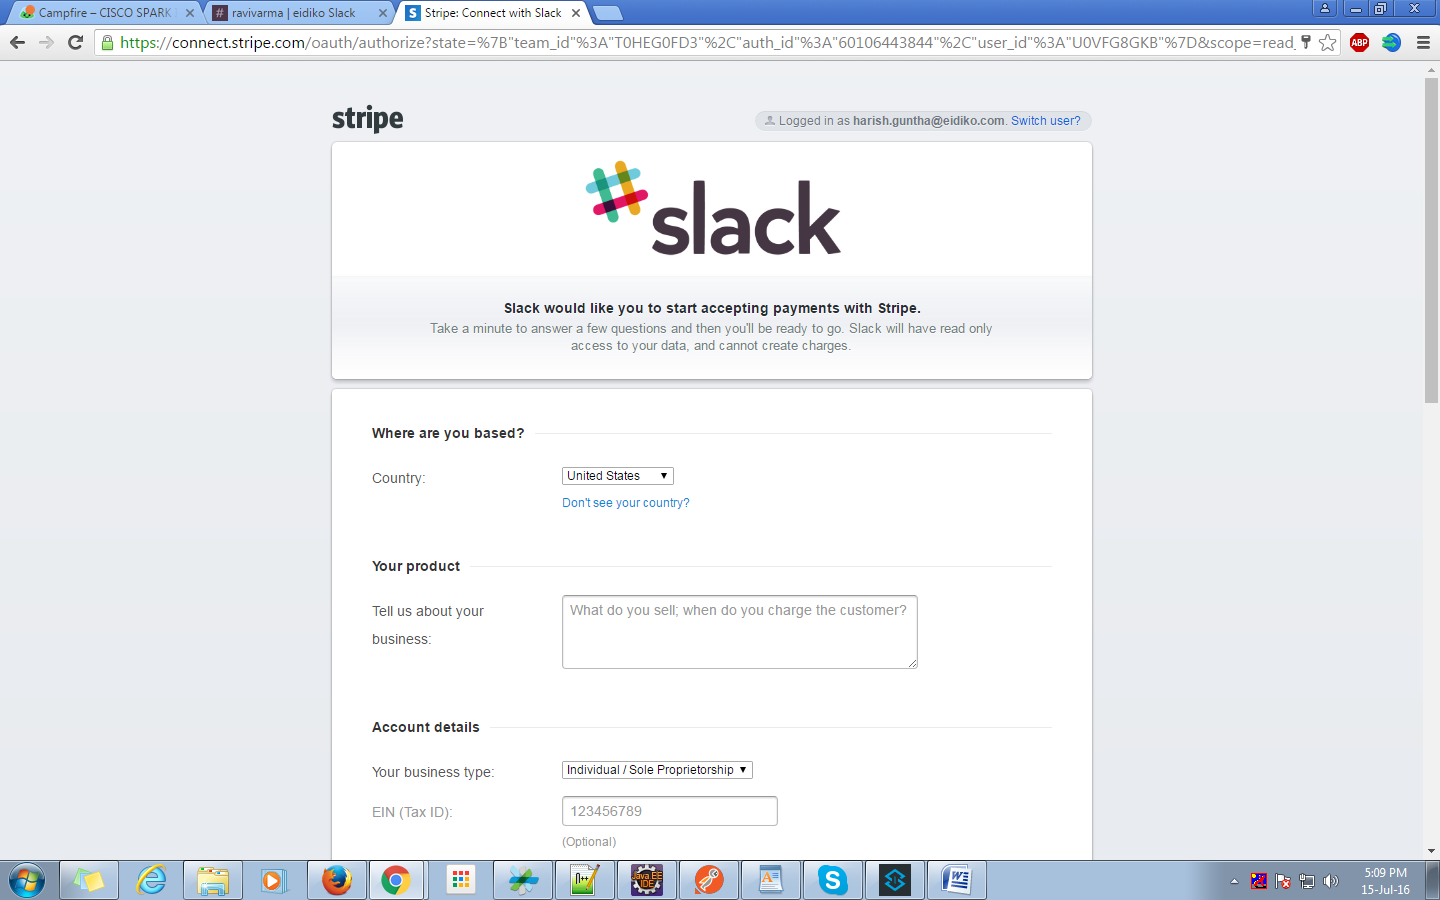 Campfire – CISCO SPARK
ravivarma | eidiko Slack
Stripe: Connect with Slack
https://connect.stripe.com/oauth/authorize?state=%7B"team_id"%3A"T0HEG0FD3"%2C"auth_id"%3A"60106443844"%2C"user_id"%3A"U0VFG8GKB"%7D&scope=read_
ABP
stripe
Logged in as harish.guntha@eidiko.com. Switch user?
slack
Slack would like you to start accepting payments with Stripe.
Take a minute to answer a few questions and then you'll be ready to go. Slack will have read only
access to your data, and cannot create charges.
Where are you based?
Country:
United States
Don't see your country?
Your product
Tell us about your
business:
What do you sell; when do you charge the customer?
Account details
Your business type:
Individual / Sole Proprietorship
EIN (Tax ID):
123456789
(Optional)
Java EE
IDE
5:09 PM
15-Jul-16